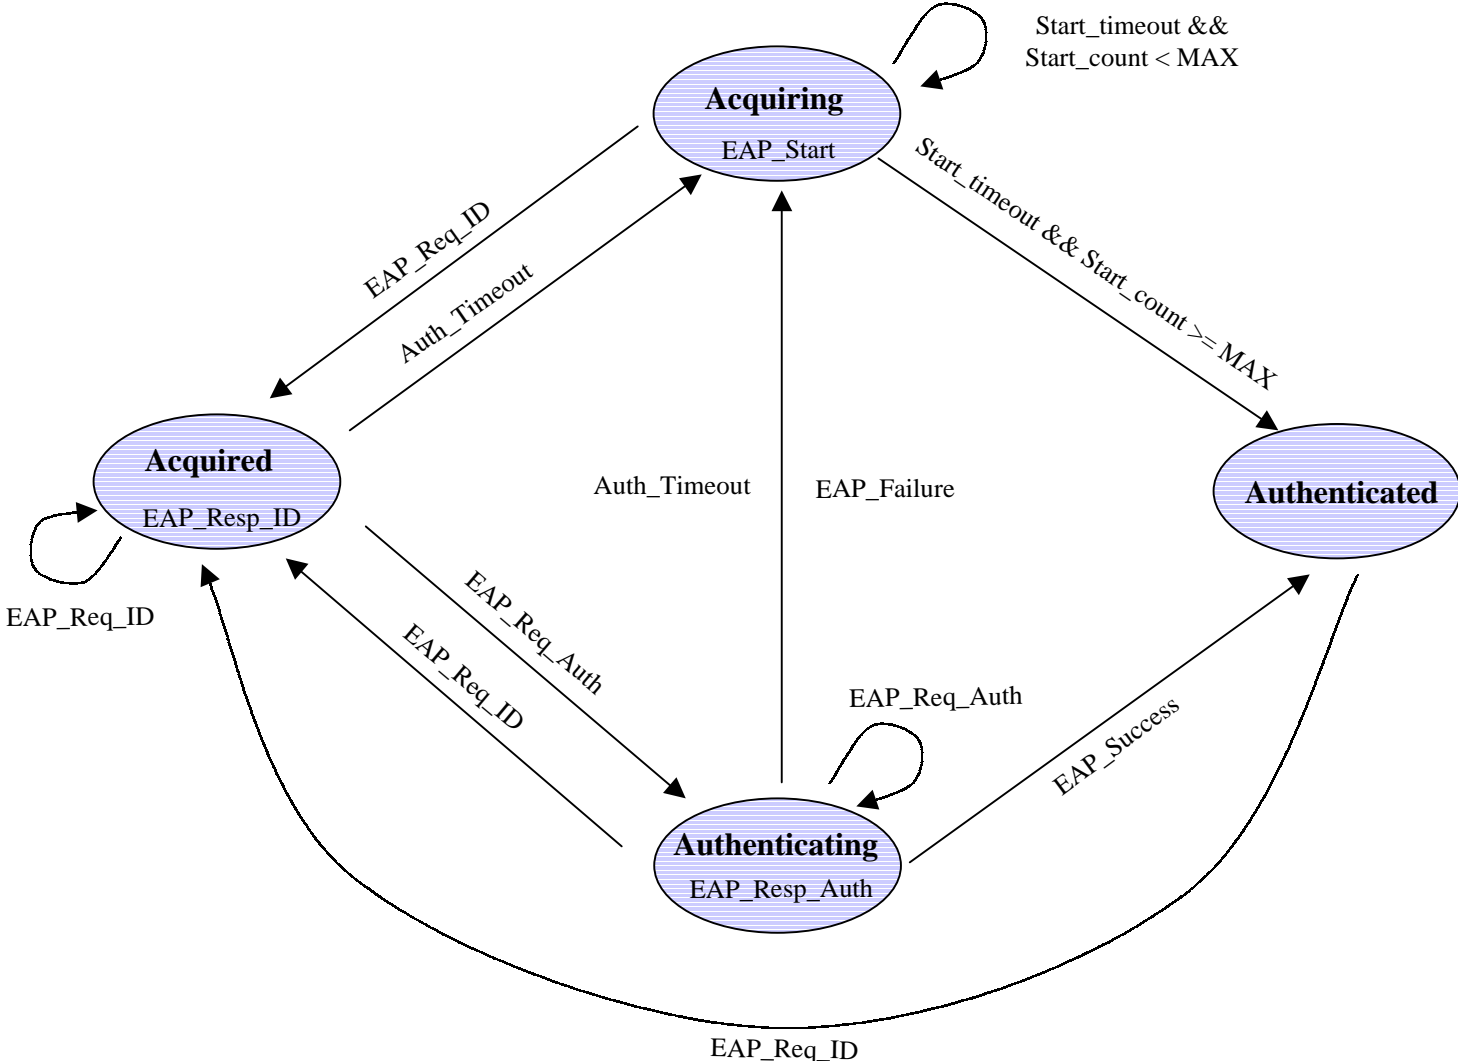 Start_timeout &&
Start_count < MAX
Acquiring
EAP_Start
Start_timeout && Start_count >= MAX
EAP_Req_ID
Auth_Timeout
Acquired
EAP_Resp_ID
Auth_Timeout
EAP_Failure
Authenticated
EAP_Req_ID
EAP_Req_Auth
EAP_Req_ID
EAP_Req_Auth
EAP_Success
Authenticating
EAP_Resp_Auth
EAP_Req_ID